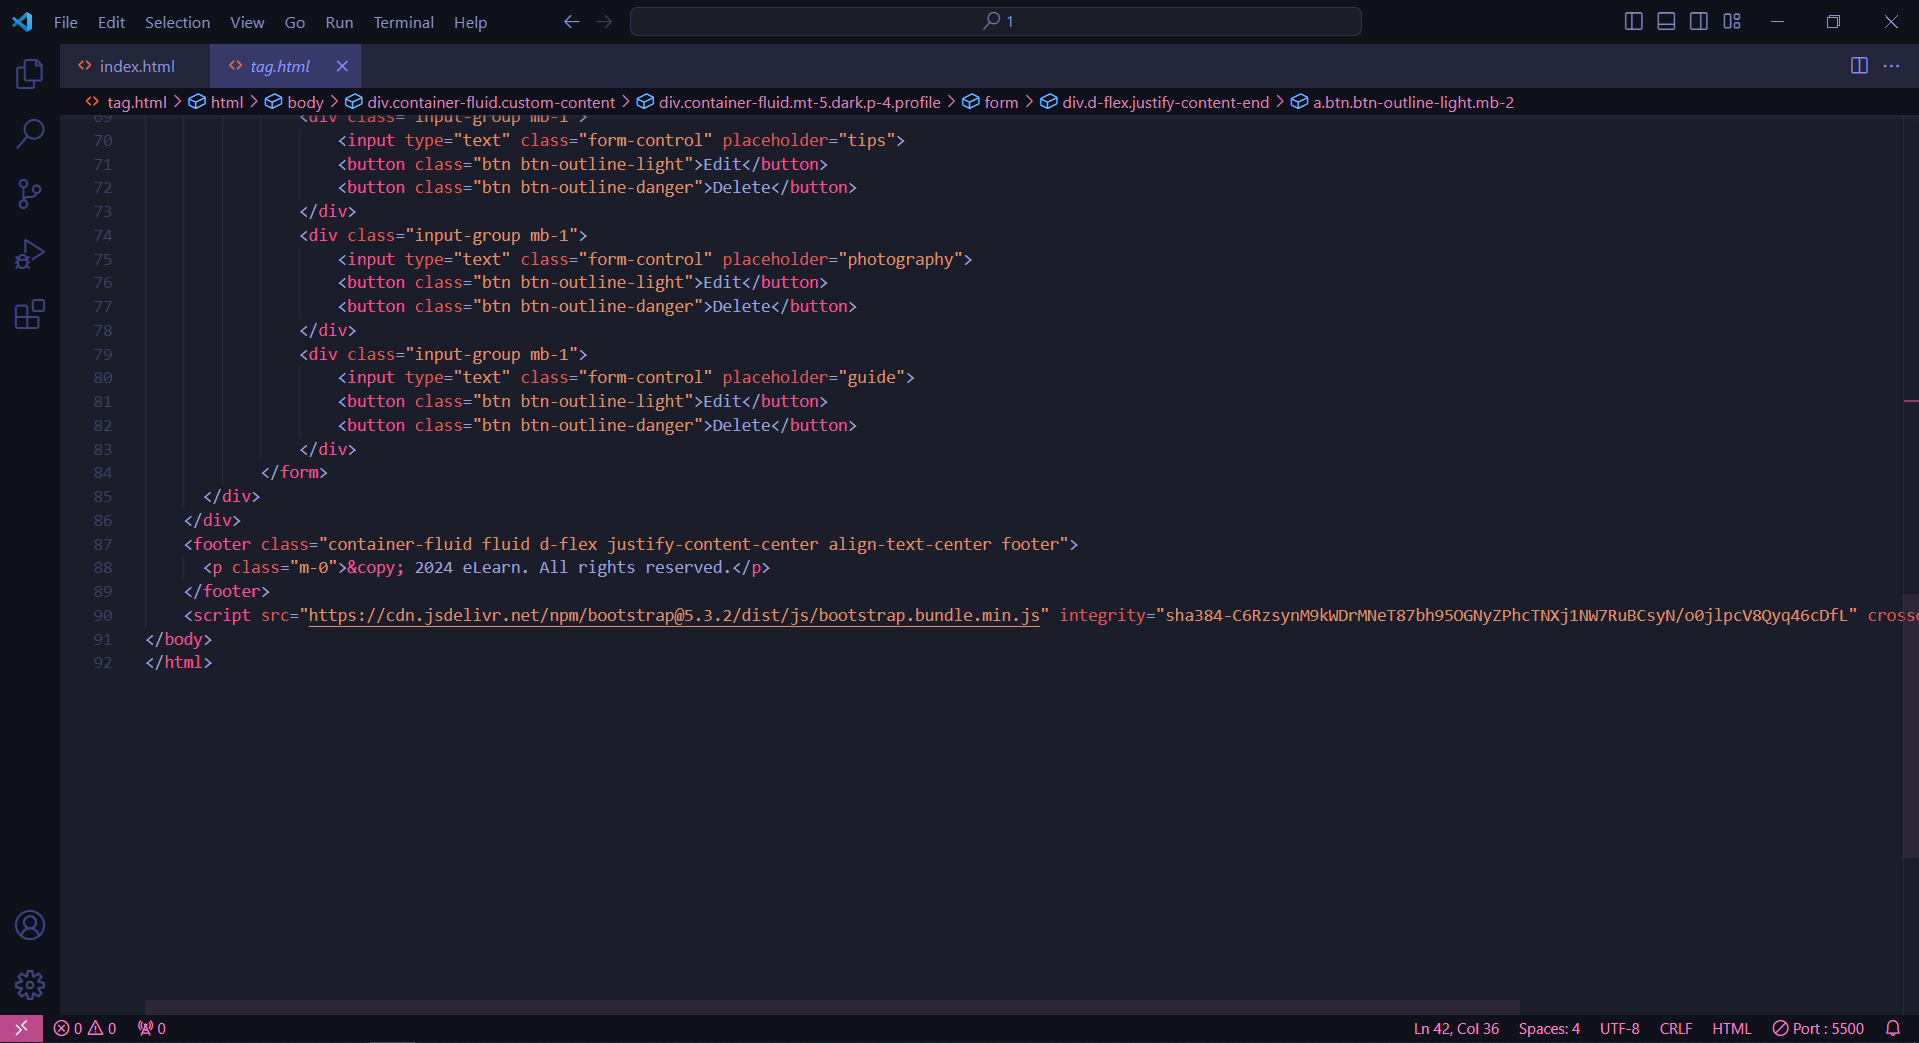 File Edit Selection View Go Run Terminal Help 1
index.html tag.html
tag.html html body div.container-fluid.custom-content div.container-fluid.mt-5.dark.p-4.profile form div.d-flex.justify-content-end a.btn.btn-outline-light.mb-2
69 <div class="input-group mb-1">
70 <input type="text" class="form-control" placeholder="tips">
71 <button class="btn btn-outline-light">Edit</button>
72 <button class="btn btn-outline-danger">Delete</button>
73 </div>
74 <div class="input-group mb-1">
75 <input type="text" class="form-control" placeholder="photography">
76 <button class="btn btn-outline-light">Edit</button>
77 <button class="btn btn-outline-danger">Delete</button>
78 </div>
79 <div class="input-group mb-1">
80 <input type="text" class="form-control" placeholder="guide">
81 <button class="btn btn-outline-light">Edit</button>
82 <button class="btn btn-outline-danger">Delete</button>
83 </div>
84 </form>
85 </div>
86 </div>
87 <footer class="container-fluid fluid d-flex justify-content-center align-text-center footer">
88 <p class="m-0">&copy; 2024 eLearn. All rights reserved.</p>
89 </footer>
90 <script src="https://cdn.jsdelivr.net/npm/bootstrap@5.3.2/dist/js/bootstrap.bundle.min.js" integrity="sha384-C6RzsynM9kWDrMNeT87bh95OGNyZPhcTNXj1NW7RuBCsyN/o0jlpcV8Qyq46cDfL" cross
91 </body>
92 </html>
0 0 0 Ln 42, Col 36 Spaces: 4 UTF-8 CRLF HTML Port : 5500